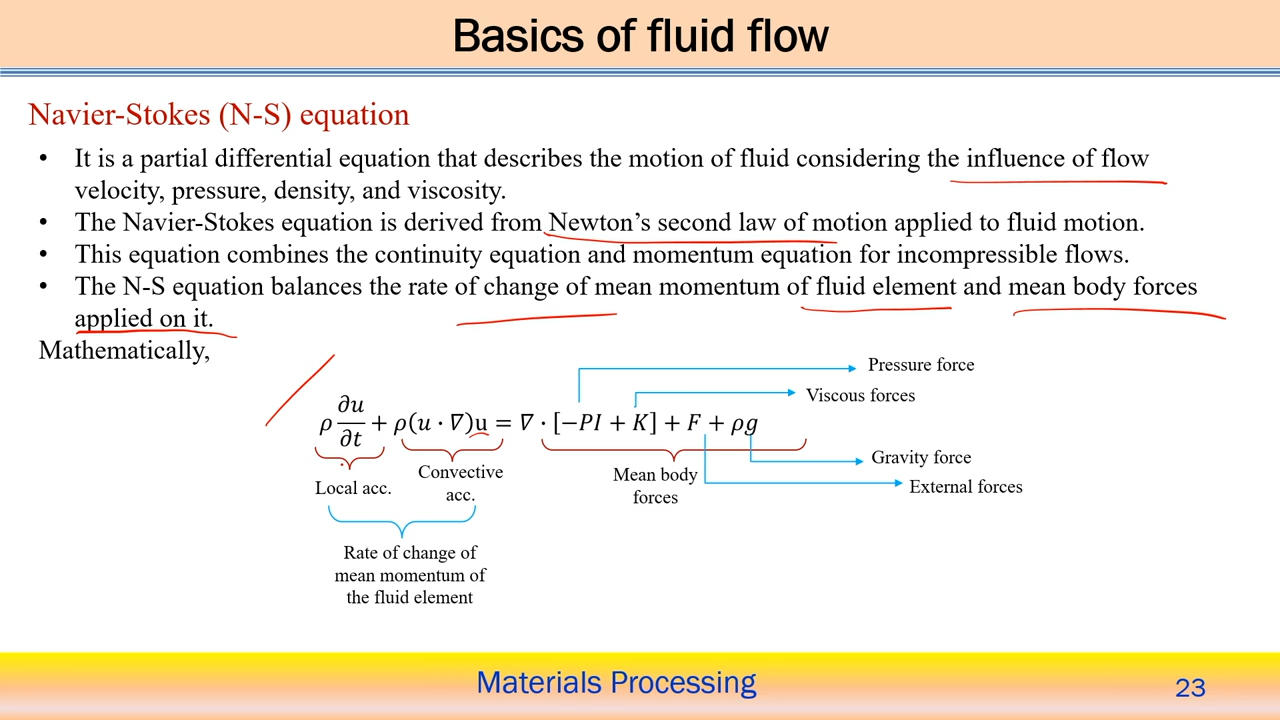 Basics of fluid flow
Navier-Stokes (N-S) equation
• It is a partial differential equation that describes the motion of fluid considering the influence of flow
velocity, pressure, density, and viscosity.
• The Navier-Stokes equation is derived from Newton's second law of motion applied to fluid motion.
• This equation combines the continuity equation and momentum equation for incompressible flows.
• The N-S equation balances the rate of change of mean momentum of fluid element and mean body forces
applied on it.
Mathematically,
Pressure force
Viscous forces
ρ ∂u/∂t + ρ(u · ∇)u = ∇ · [−PI + K] + F + ρg
Gravity force
External forces
Local acc.
Convective
acc.
Mean body
forces
Rate of change of
mean momentum of
the fluid element
Materials Processing
23